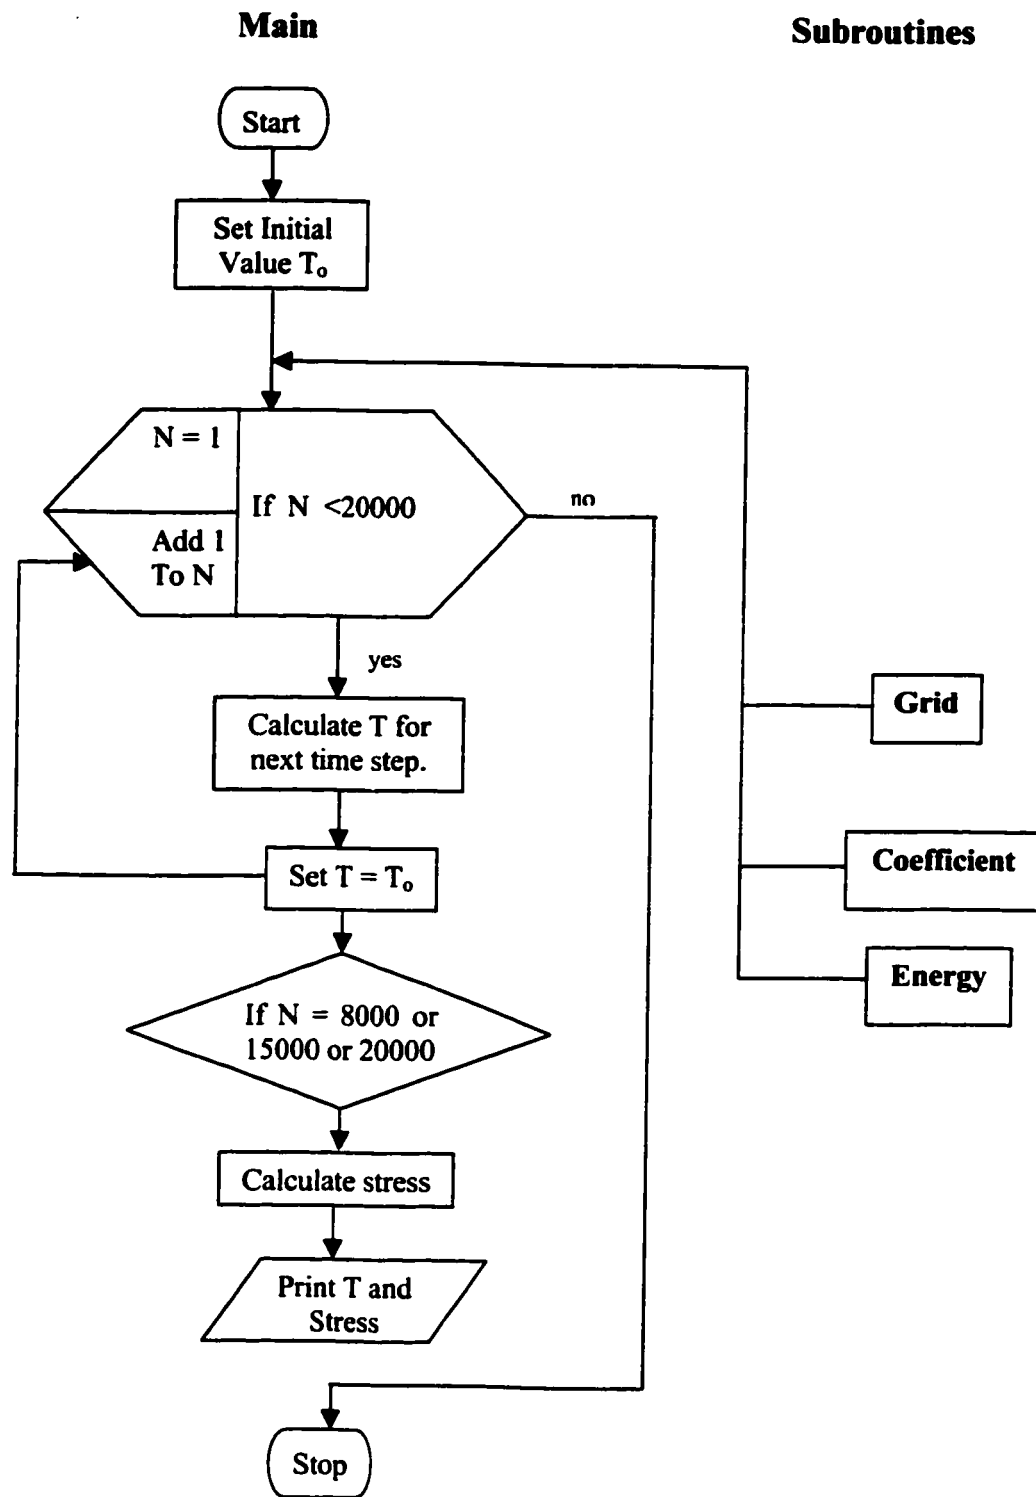 Main
Subroutines
Start
Set Initial
Value Tₒ
N = 1
If N <20000
no
Add 1
To N
yes
Calculate T for
next time step.
Set T = Tₒ
If N = 8000 or
15000 or 20000
Calculate stress
Print T and
Stress
Stop
Grid
Coefficient
Energy